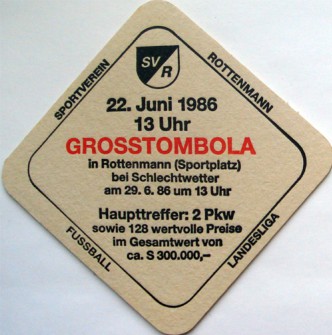 SPORTVEREIN
ROTTENMANN
SV
R
22. Juni 1986
13 Uhr
GROSSTOMBOLA
in Rottenmann (Sportplatz)
bei Schlechtwetter
am 29. 6. 86 um 13 Uhr
Haupttreffer: 2 Pkw
sowie 128 wertvolle Preise
im Gesamtwert von
ca. S 300.000,–
FUSSBALL
LANDESLIGA